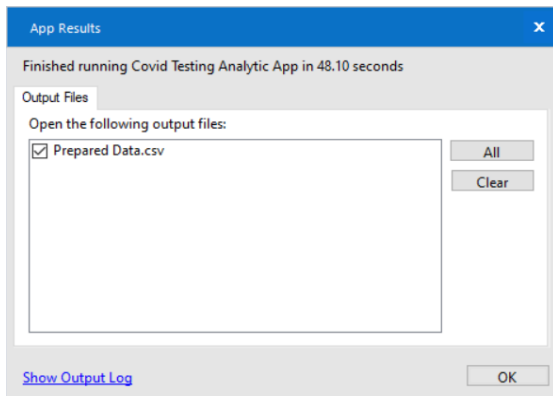 App Results
Finished running Covid Testing Analytic App in 48.10 seconds
Output Files
Open the following output files:
Prepared Data.csv
All
Clear
Show Output Log
OK